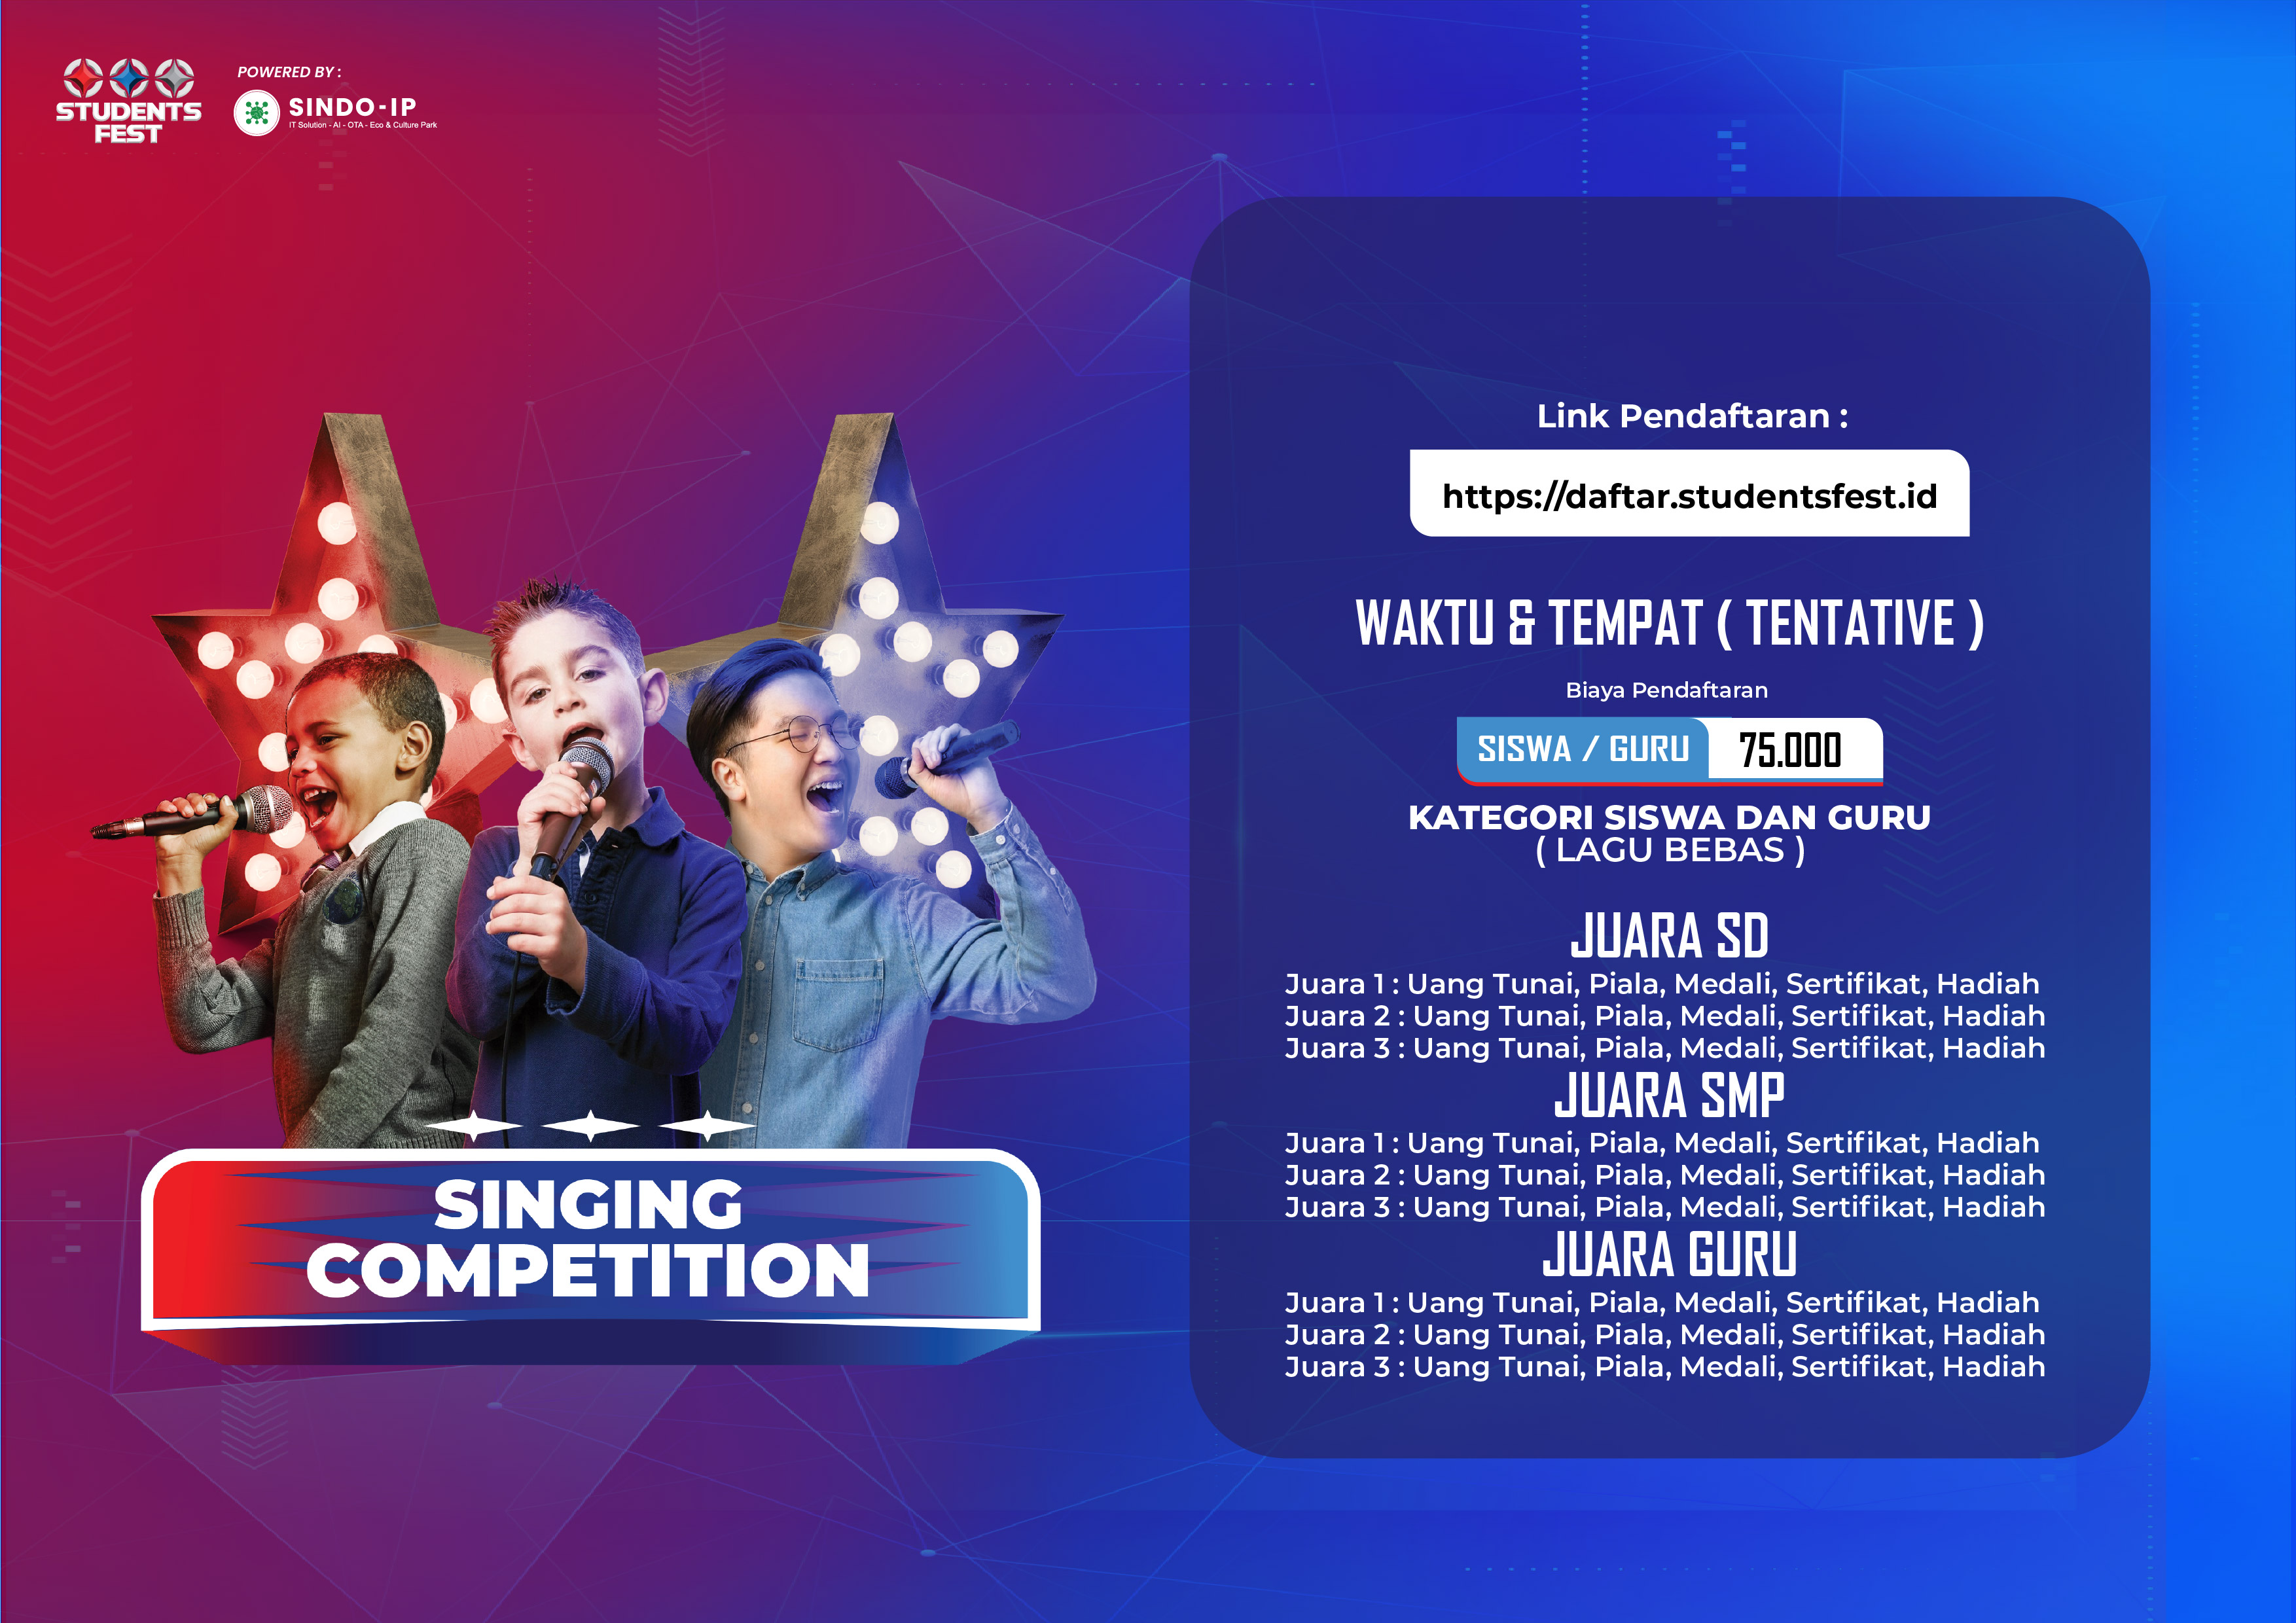 STUDENTS
FEST
POWERED BY :
SINDO-IP
IT Solution - AI - OTA - Eco & Culture Park
SINGING
COMPETITION
Link Pendaftaran :
https://daftar.studentsfest.id
WAKTU & TEMPAT ( TENTATIVE )
Biaya Pendaftaran
SISWA / GURU 75.000
KATEGORI SISWA DAN GURU
( LAGU BEBAS )
JUARA SD
Juara 1 : Uang Tunai, Piala, Medali, Sertifikat, Hadiah
Juara 2 : Uang Tunai, Piala, Medali, Sertifikat, Hadiah
Juara 3 : Uang Tunai, Piala, Medali, Sertifikat, Hadiah
JUARA SMP
Juara 1 : Uang Tunai, Piala, Medali, Sertifikat, Hadiah
Juara 2 : Uang Tunai, Piala, Medali, Sertifikat, Hadiah
Juara 3 : Uang Tunai, Piala, Medali, Sertifikat, Hadiah
JUARA GURU
Juara 1 : Uang Tunai, Piala, Medali, Sertifikat, Hadiah
Juara 2 : Uang Tunai, Piala, Medali, Sertifikat, Hadiah
Juara 3 : Uang Tunai, Piala, Medali, Sertifikat, Hadiah